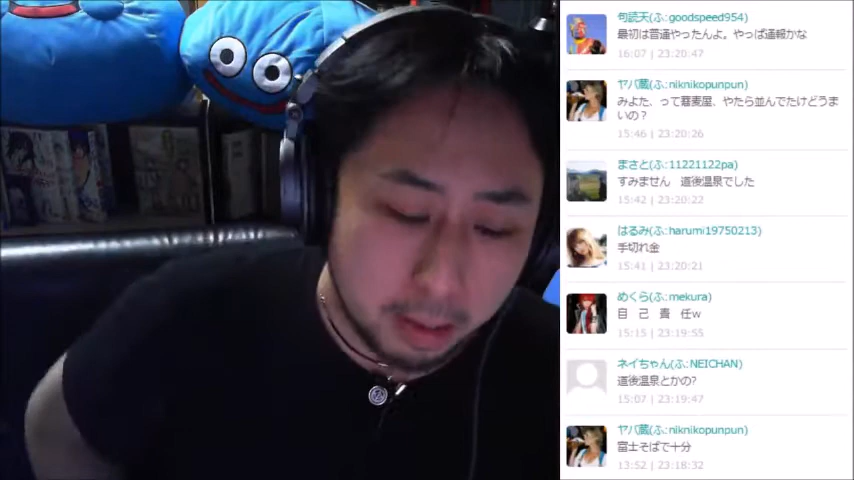 句読天(ふ:goodspeed954)
最初は普通やったんよ。やっぱ通報かな
16:07 | 23:20:47
ヤバ蔵(ふ:niknikopunpun)
みよた、って蕎麦屋、やたら並んでたけどうま
いの？
15:46 | 23:20:26
まさと(ふ:11221122pa)
すみません　道後温泉でした
15:42 | 23:20:22
はるみ(ふ:harumi19750213)
手切れ金
15:41 | 23:20:21
めくら(ふ:mekura)
自　己　責　任w
15:15 | 23:19:55
ネイちゃん(ふ:NEICHAN)
道後温泉とかの?
15:07 | 23:19:47
ヤバ蔵(ふ:niknikopunpun)
富士そばで十分
13:52 | 23:18:32